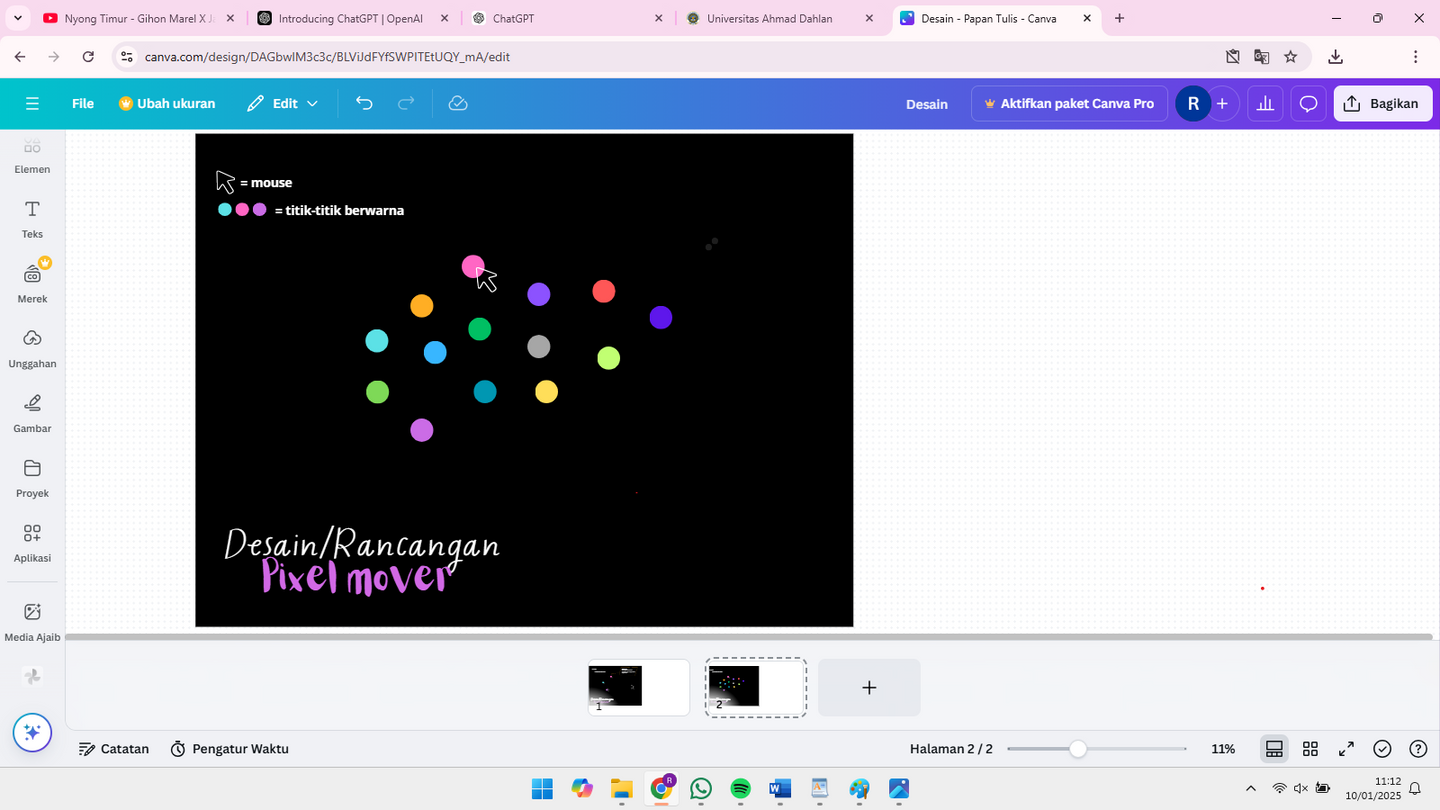 Nyong Timur - Gihon Marel X J
Introducing ChatGPT | OpenAI
ChatGPT
Universitas Ahmad Dahlan
Desain - Papan Tulis - Canva
canva.com/design/DAGbwIM3c3c/BLViJdFYfSWPITEtUQY_mA/edit
File
Ubah ukuran
Edit
Desain
Aktifkan paket Canva Pro
R
Bagikan
Elemen
Teks
Merek
Unggahan
Gambar
Proyek
Aplikasi
Media Ajaib
= mouse
= titik-titik berwarna
Desain/Rancangan
Pixel mover
1
2
Catatan
Pengatur Waktu
Halaman 2 / 2
11%
R
11:12
10/01/2025